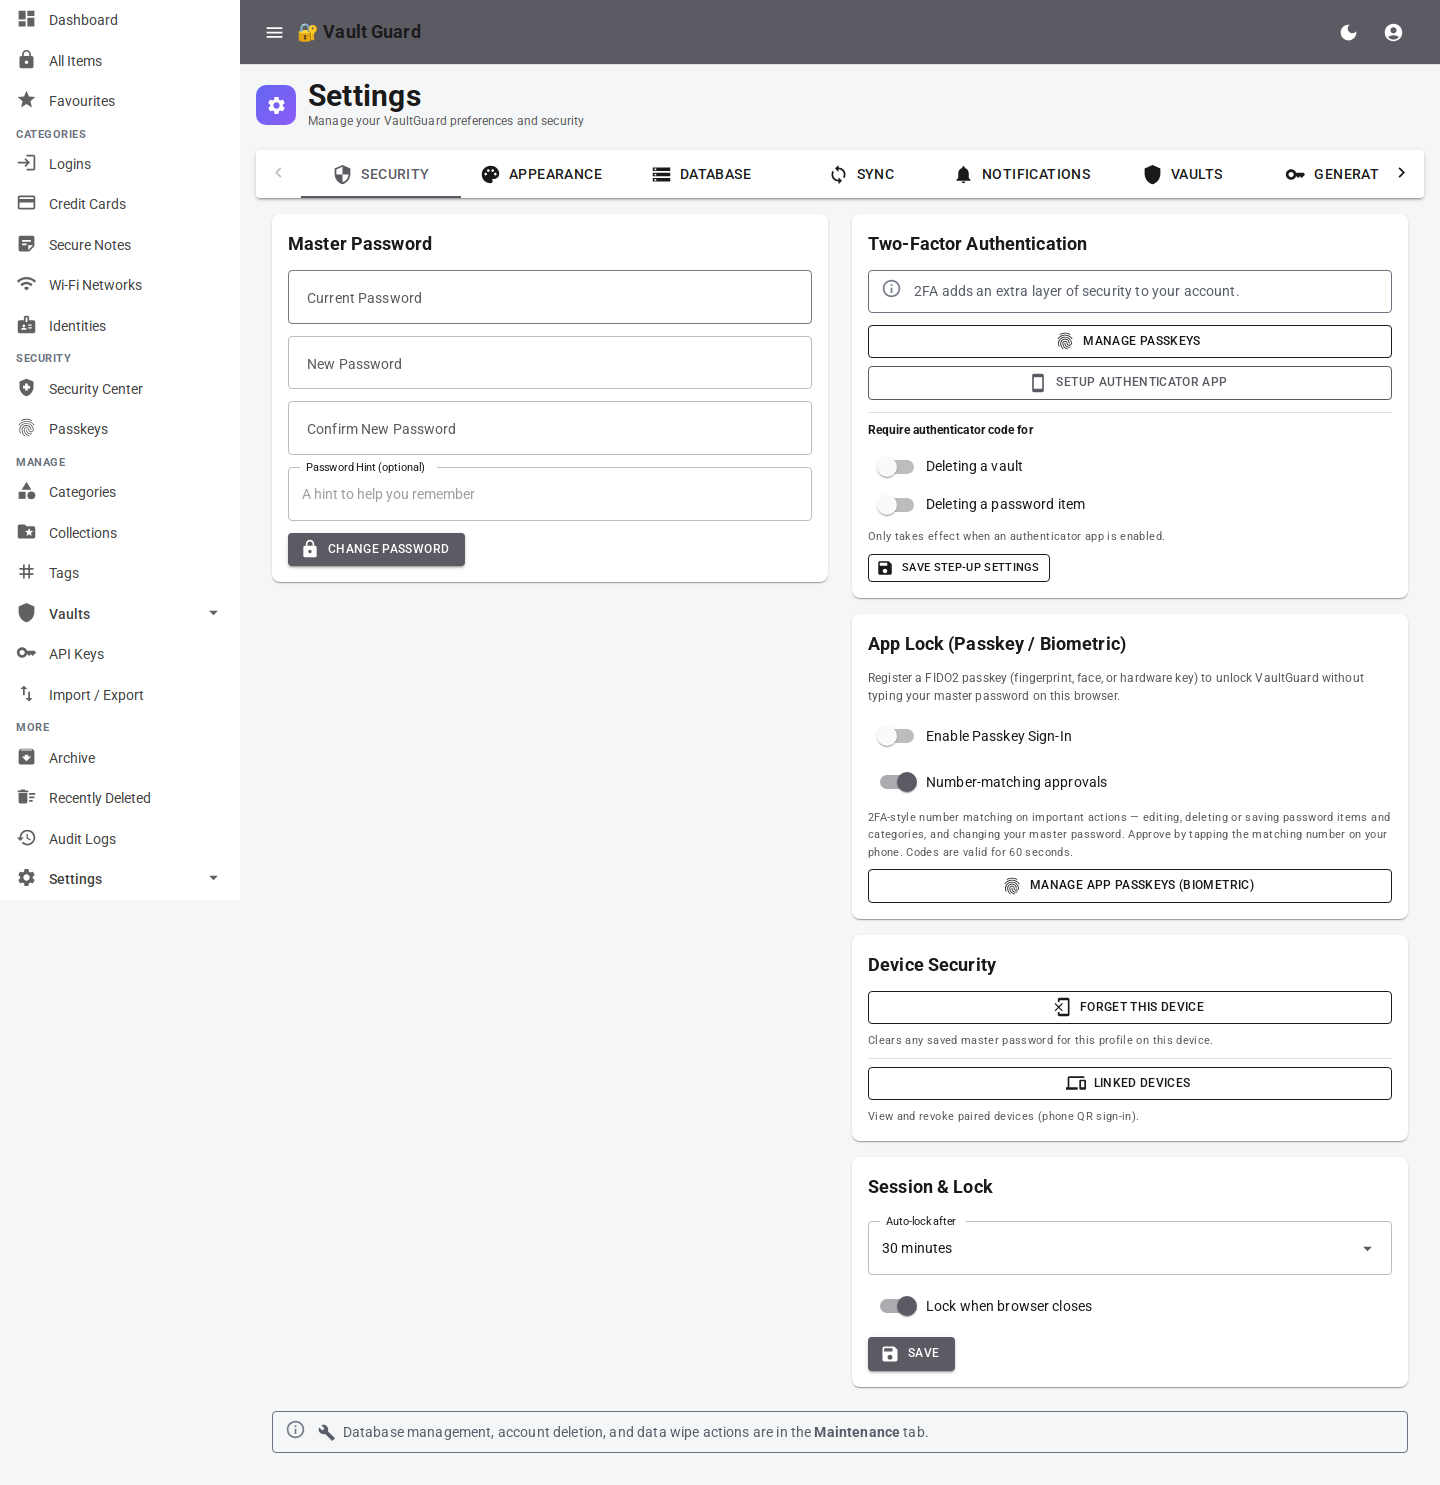 Dashboard
All Items
Favourites
CATEGORIES
Logins
Credit Cards
Secure Notes
Wi-Fi Networks
Identities
SECURITY
Security Center
Passkeys
MANAGE
Categories
Collections
Tags
Vaults
API Keys
Import / Export
MORE
Archive
Recently Deleted
Audit Logs
Settings
🔐 Vault Guard
Settings
Manage your VaultGuard preferences and security
SECURITY APPEARANCE DATABASE SYNC NOTIFICATIONS VAULTS GENERAT
Master Password
Current Password
New Password
Confirm New Password
Password Hint (optional)
A hint to help you remember
CHANGE PASSWORD
Two-Factor Authentication
2FA adds an extra layer of security to your account.
MANAGE PASSKEYS
SETUP AUTHENTICATOR APP
Require authenticator code for
Deleting a vault
Deleting a password item
Only takes effect when an authenticator app is enabled.
SAVE STEP-UP SETTINGS
App Lock (Passkey / Biometric)
Register a FIDO2 passkey (fingerprint, face, or hardware key) to unlock VaultGuard without
typing your master password on this browser.
Enable Passkey Sign-In
Number-matching approvals
2FA-style number matching on important actions — editing, deleting or saving password items and
categories, and changing your master password. Approve by tapping the matching number on your
phone. Codes are valid for 60 seconds.
MANAGE APP PASSKEYS (BIOMETRIC)
Device Security
FORGET THIS DEVICE
Clears any saved master password for this profile on this device.
LINKED DEVICES
View and revoke paired devices (phone QR sign-in).
Session & Lock
Auto-lock after
30 minutes
Lock when browser closes
SAVE
Database management, account deletion, and data wipe actions are in the Maintenance tab.